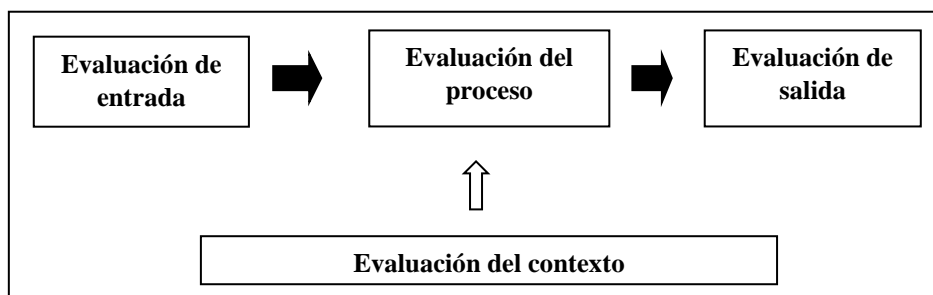 Evaluación de
entrada
Evaluación del
proceso
Evaluación de
salida
Evaluación del contexto